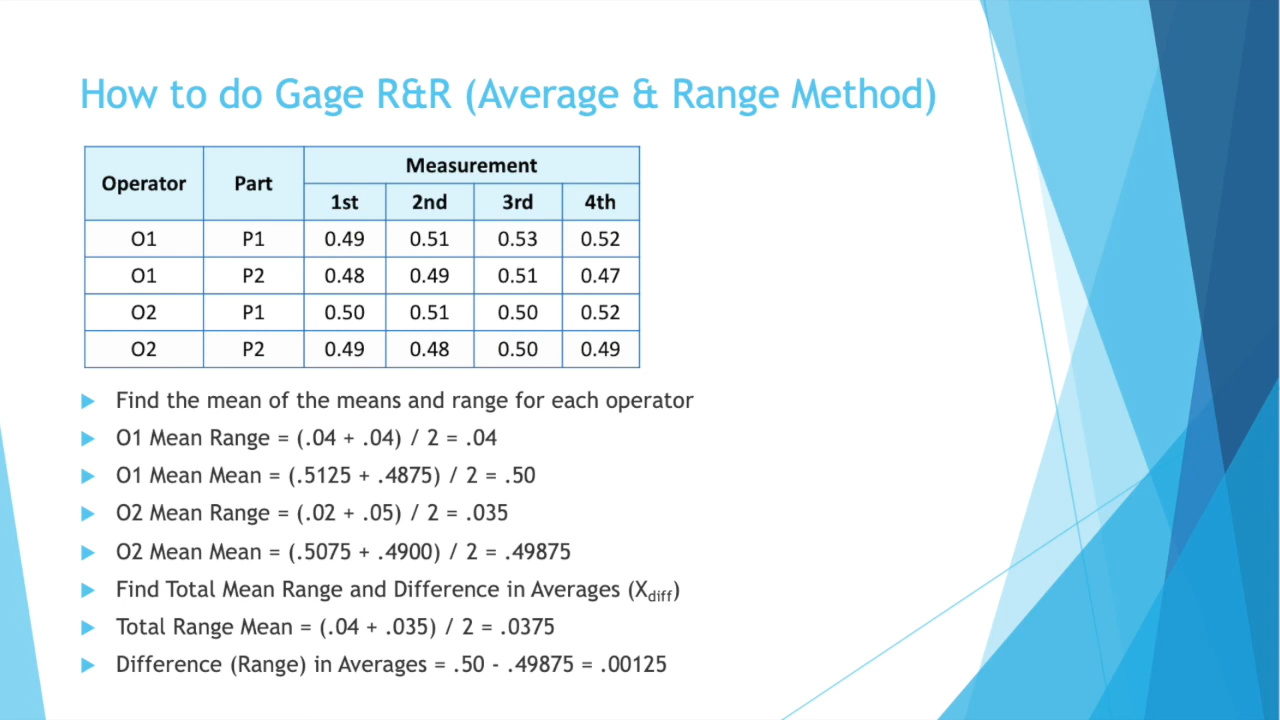 How to do Gage R&R (Average & Range Method)
Operator Part Measurement
1st 2nd 3rd 4th
O1 P1 0.49 0.51 0.53 0.52
O1 P2 0.48 0.49 0.51 0.47
O2 P1 0.50 0.51 0.50 0.52
O2 P2 0.49 0.48 0.50 0.49
Find the mean of the means and range for each operator
O1 Mean Range = (.04 + .04) / 2 = .04
O1 Mean Mean = (.5125 + .4875) / 2 = .50
O2 Mean Range = (.02 + .05) / 2 = .035
O2 Mean Mean = (.5075 + .4900) / 2 = .49875
Find Total Mean Range and Difference in Averages (Xdiff)
Total Range Mean = (.04 + .035) / 2 = .0375
Difference (Range) in Averages = .50 - .49875 = .00125